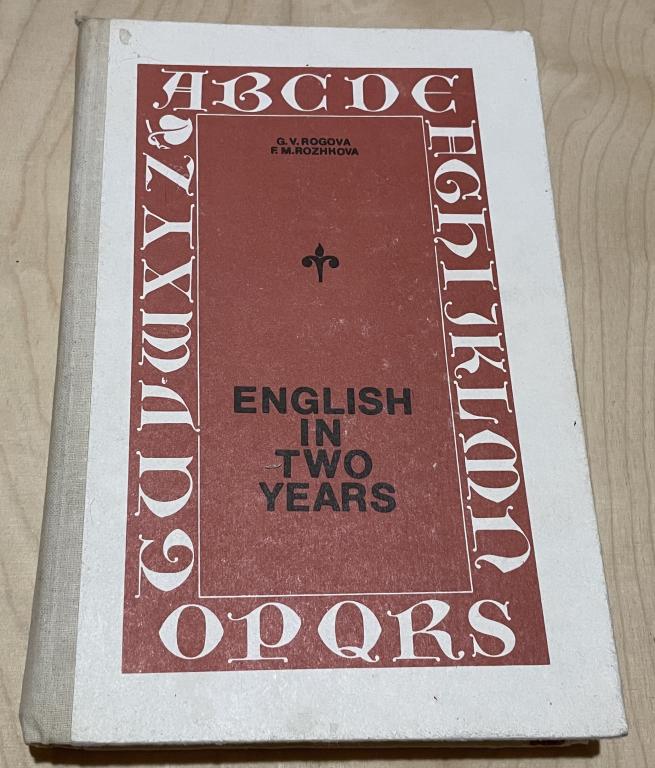 ABCDE
FGHIJKLMN
OPQRS
TUVWXYZ
G.V.ROGOVA
F.M.ROZHKOVA
ENGLISH
IN
TWO
YEARS